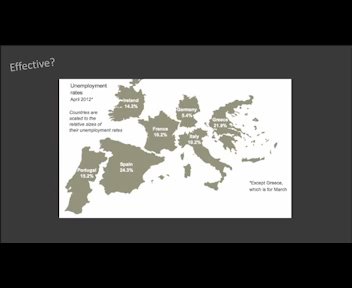 Effective?
Unemployment
rates
April 2012*
Countries are
scaled to the
relative sizes of
their unemployment rates
Ireland
14.2%
Germany
5.4%
Greece
21.9%
France
10.2%
Italy
10.2%
Spain
24.3%
Portugal
15.2%
*Except Greece,
which is for March